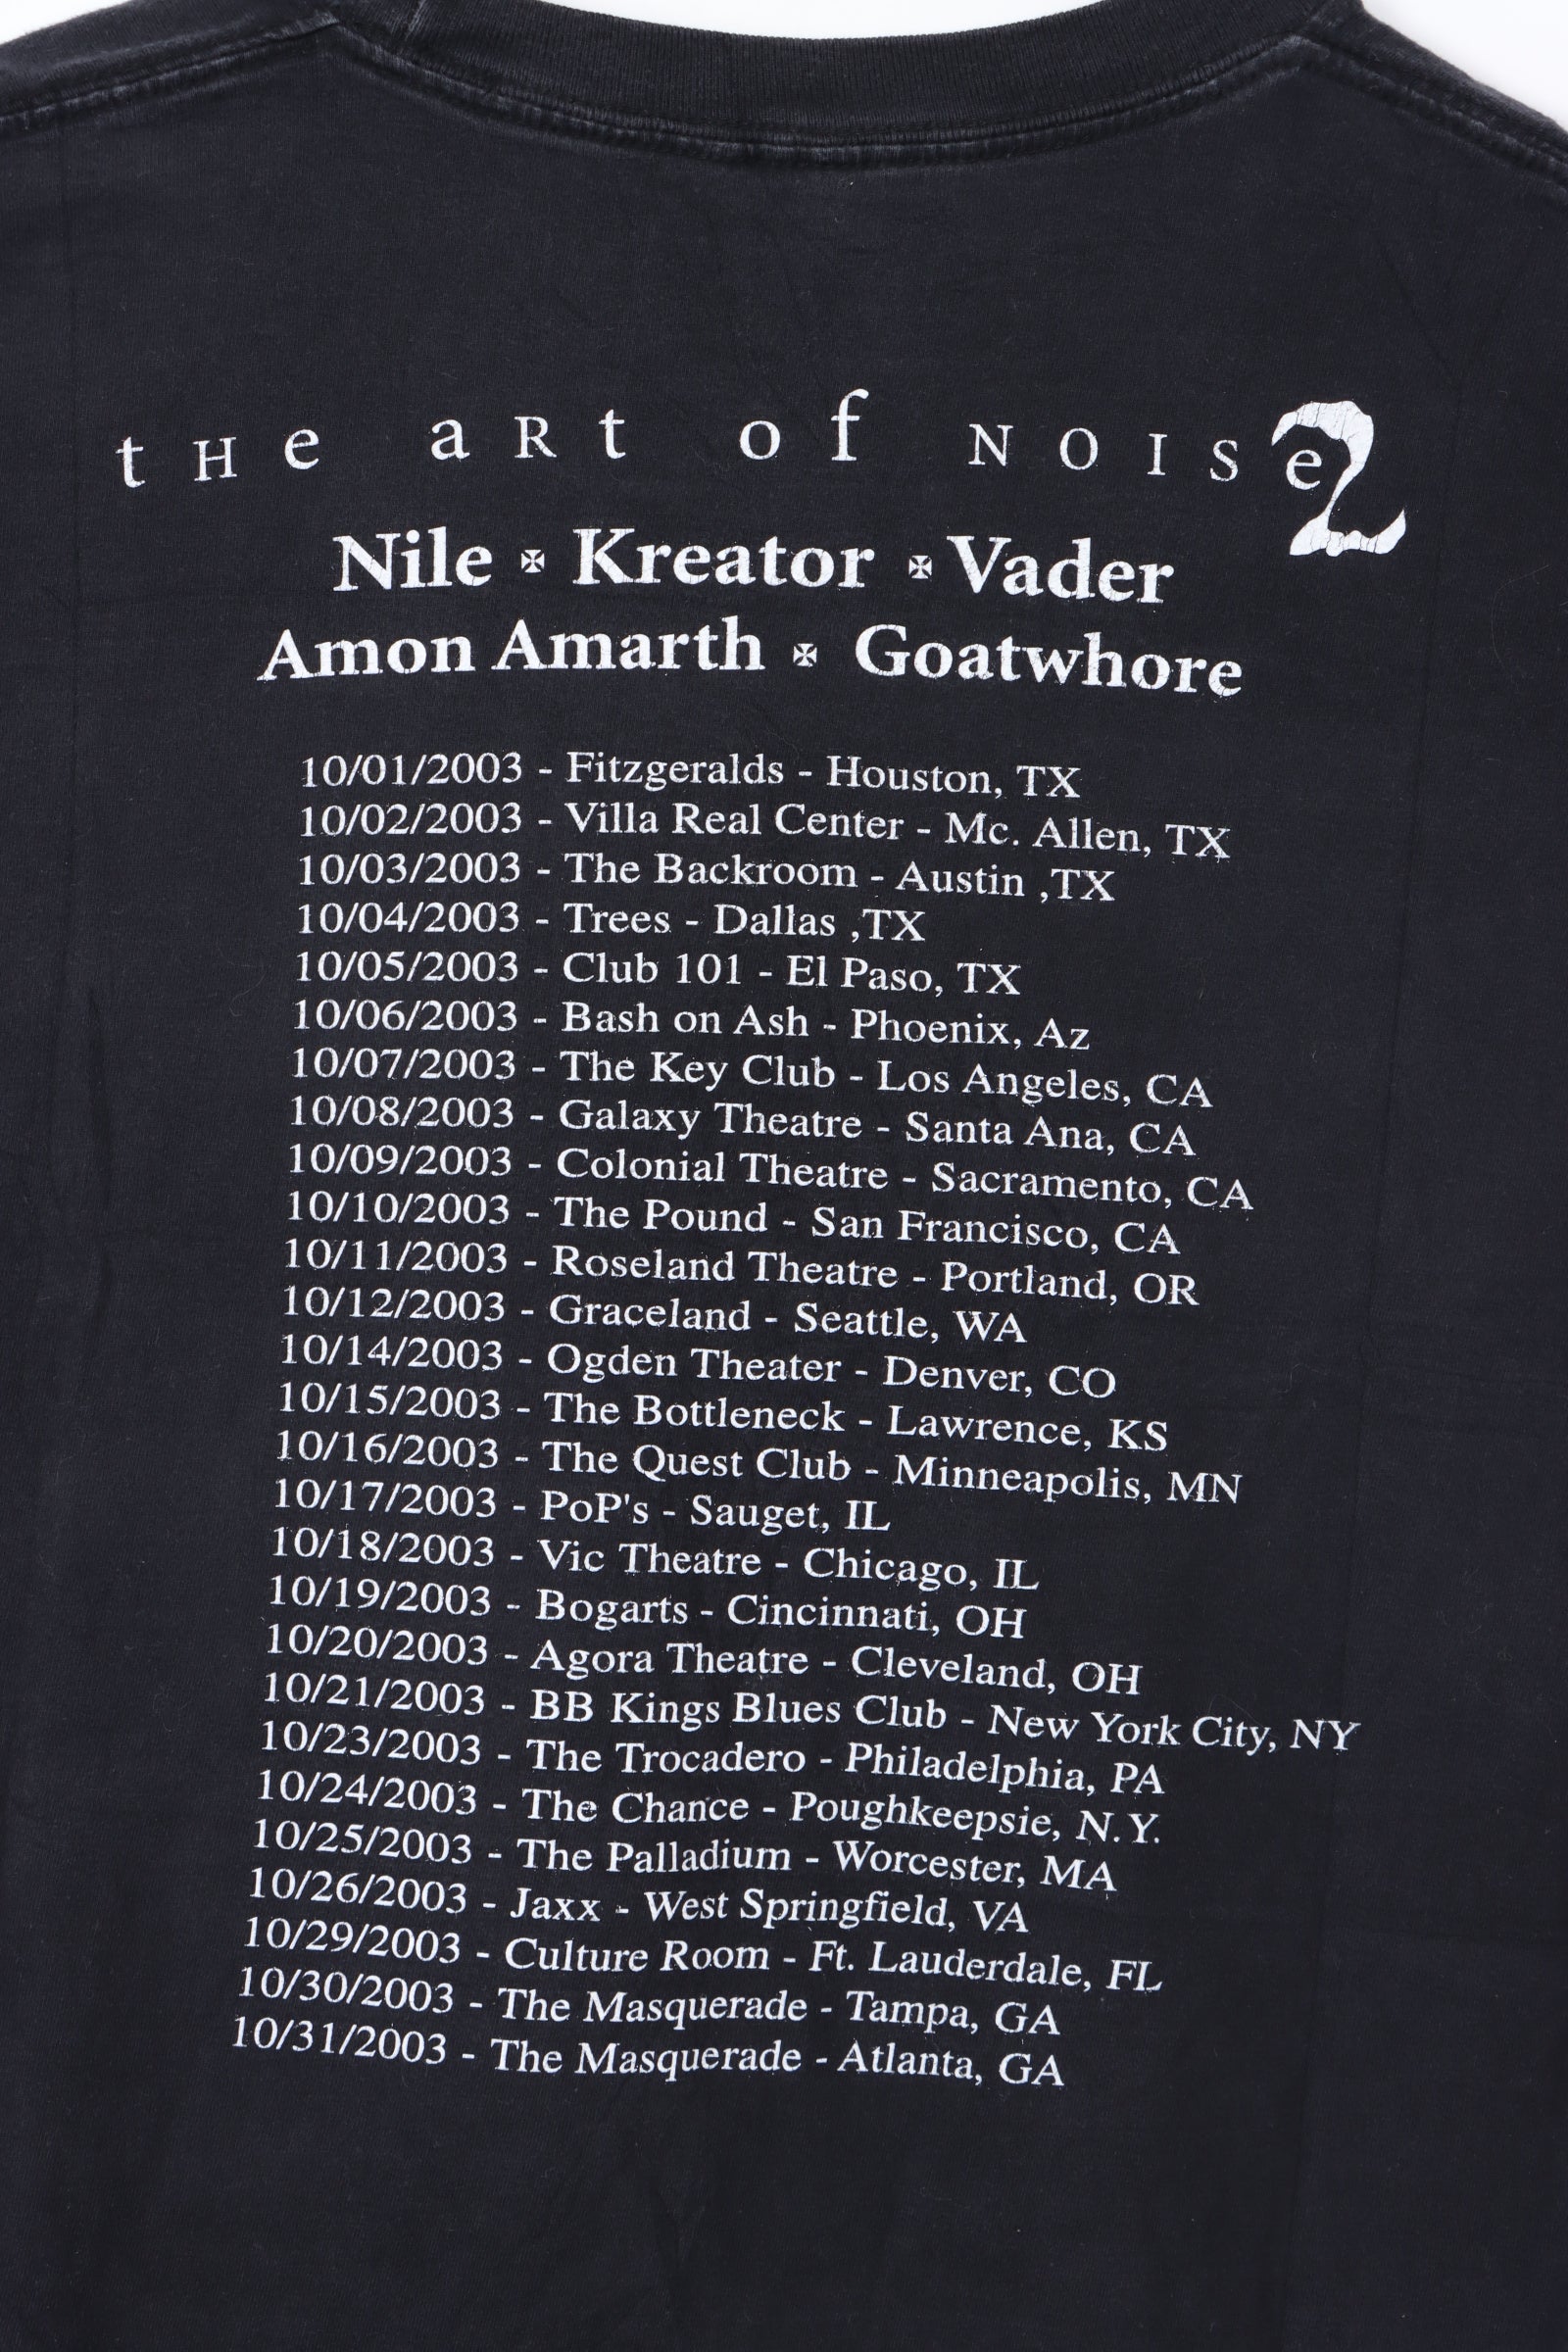 tHe aRt of NOISe2
Nile ✠ Kreator ✠ Vader
Amon Amarth ✠ Goatwhore
10/01/2003 - Fitzgeralds - Houston, TX
10/02/2003 - Villa Real Center - Mc. Allen, TX
10/03/2003 - The Backroom - Austin ,TX
10/04/2003 - Trees - Dallas ,TX
10/05/2003 - Club 101 - El Paso, TX
10/06/2003 - Bash on Ash - Phoenix, Az
10/07/2003 - The Key Club - Los Angeles, CA
10/08/2003 - Galaxy Theatre - Santa Ana, CA
10/09/2003 - Colonial Theatre - Sacramento, CA
10/10/2003 - The Pound - San Francisco, CA
10/11/2003 - Roseland Theatre - Portland, OR
10/12/2003 - Graceland - Seattle, WA
10/14/2003 - Ogden Theater - Denver, CO
10/15/2003 - The Bottleneck - Lawrence, KS
10/16/2003 - The Quest Club - Minneapolis, MN
10/17/2003 - PoP's - Sauget, IL
10/18/2003 - Vic Theatre - Chicago, IL
10/19/2003 - Bogarts - Cincinnati, OH
10/20/2003 - Agora Theatre - Cleveland, OH
10/21/2003 - BB Kings Blues Club - New York City, NY
10/23/2003 - The Trocadero - Philadelphia, PA
10/24/2003 - The Chance - Poughkeepsie, N.Y.
10/25/2003 - The Palladium - Worcester, MA
10/26/2003 - Jaxx - West Springfield, VA
10/29/2003 - Culture Room - Ft. Lauderdale, FL
10/30/2003 - The Masquerade - Tampa, GA
10/31/2003 - The Masquerade - Atlanta, GA